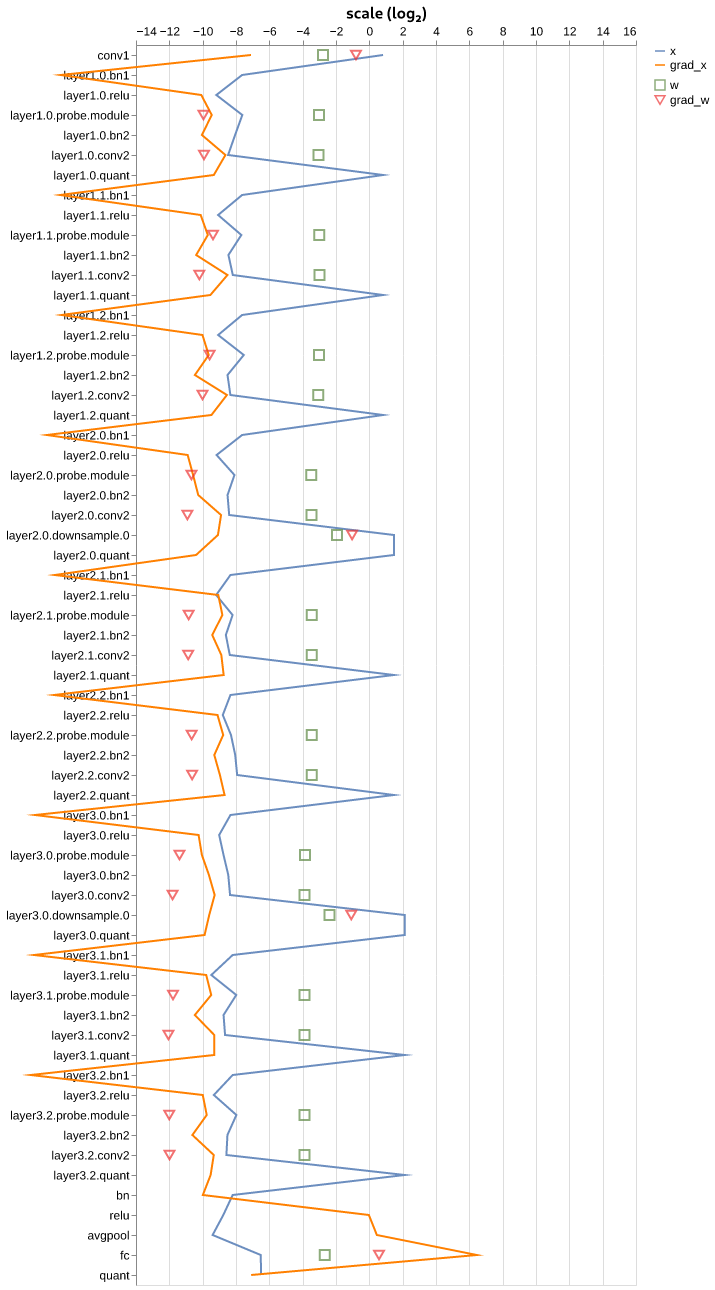 scale (log₂)
−14 −12 −10 −8 −6 −4 −2 0 2 4 6 8 10 12 14 16
x
grad_x
w
grad_w
conv1
layer1.0.bn1
layer1.0.relu
layer1.0.probe.module
layer1.0.bn2
layer1.0.conv2
layer1.0.quant
layer1.1.bn1
layer1.1.relu
layer1.1.probe.module
layer1.1.bn2
layer1.1.conv2
layer1.1.quant
layer1.2.bn1
layer1.2.relu
layer1.2.probe.module
layer1.2.bn2
layer1.2.conv2
layer1.2.quant
layer2.0.bn1
layer2.0.relu
layer2.0.probe.module
layer2.0.bn2
layer2.0.conv2
layer2.0.downsample.0
layer2.0.quant
layer2.1.bn1
layer2.1.relu
layer2.1.probe.module
layer2.1.bn2
layer2.1.conv2
layer2.1.quant
layer2.2.bn1
layer2.2.relu
layer2.2.probe.module
layer2.2.bn2
layer2.2.conv2
layer2.2.quant
layer3.0.bn1
layer3.0.relu
layer3.0.probe.module
layer3.0.bn2
layer3.0.conv2
layer3.0.downsample.0
layer3.0.quant
layer3.1.bn1
layer3.1.relu
layer3.1.probe.module
layer3.1.bn2
layer3.1.conv2
layer3.1.quant
layer3.2.bn1
layer3.2.relu
layer3.2.probe.module
layer3.2.bn2
layer3.2.conv2
layer3.2.quant
bn
relu
avgpool
fc
quant